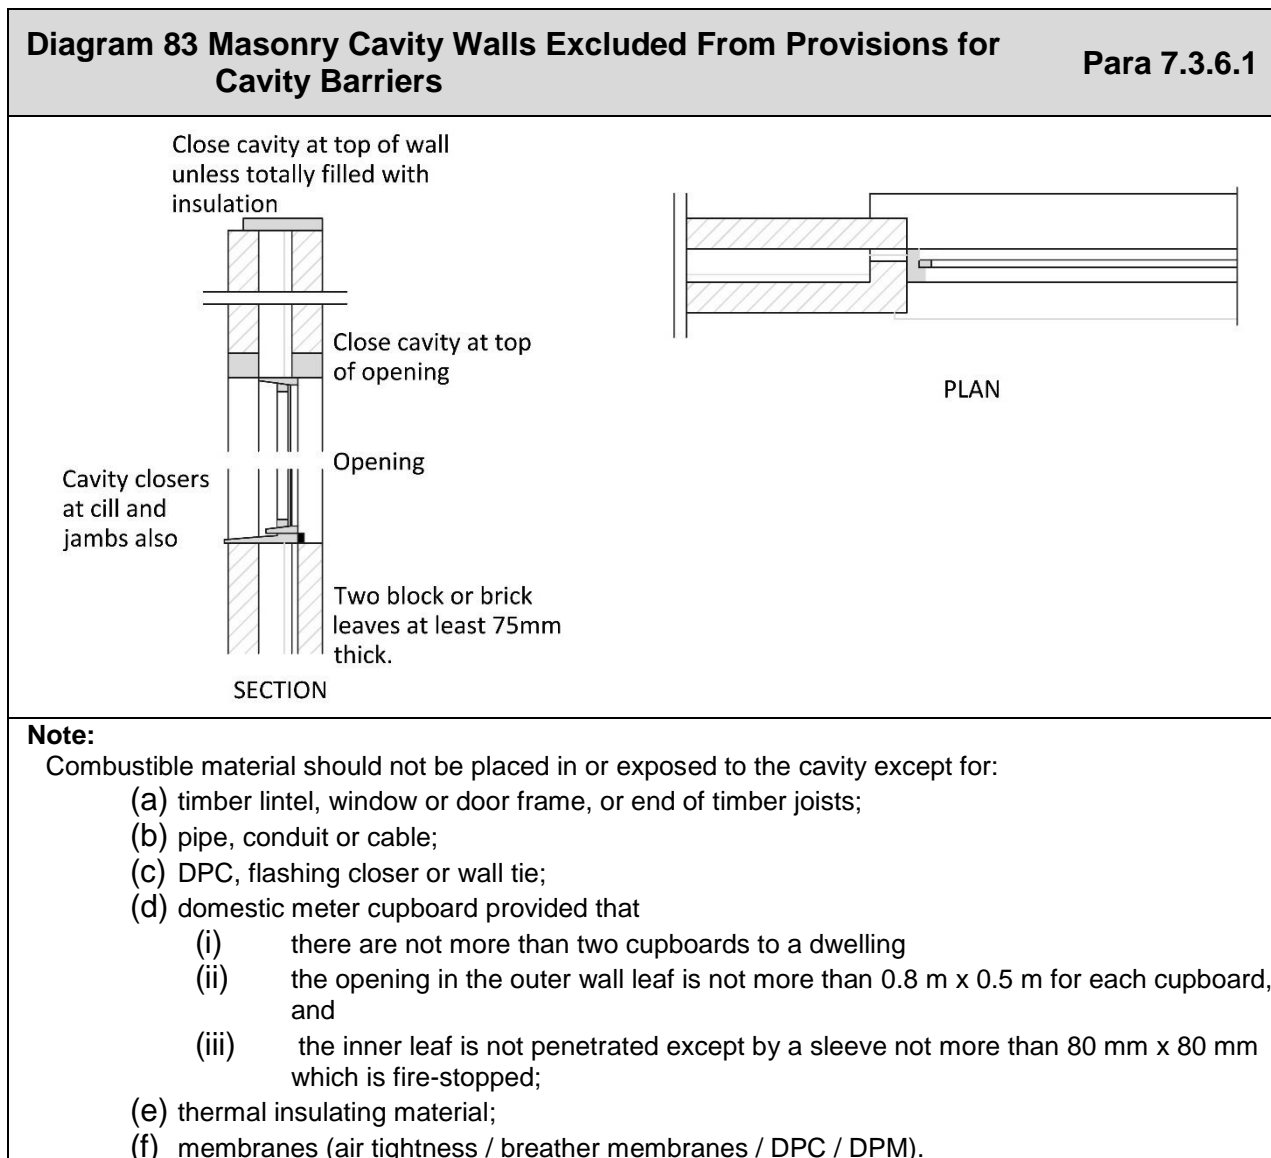 Diagram 83 Masonry Cavity Walls Excluded From Provisions for
Cavity Barriers
Para 7.3.6.1
Close cavity at top of wall
unless totally filled with
insulation
Close cavity at top
of opening
Opening
Cavity closers
at cill and
jambs also
Two block or brick
leaves at least 75mm
thick.
SECTION
PLAN
Note:
Combustible material should not be placed in or exposed to the cavity except for:
(a) timber lintel, window or door frame, or end of timber joists;
(b) pipe, conduit or cable;
(c) DPC, flashing closer or wall tie;
(d) domestic meter cupboard provided that
(i) there are not more than two cupboards to a dwelling
(ii) the opening in the outer wall leaf is not more than 0.8 m x 0.5 m for each cupboard,
and
(iii) the inner leaf is not penetrated except by a sleeve not more than 80 mm x 80 mm
which is fire-stopped;
(e) thermal insulating material;
(f) membranes (air tightness / breather membranes / DPC / DPM).